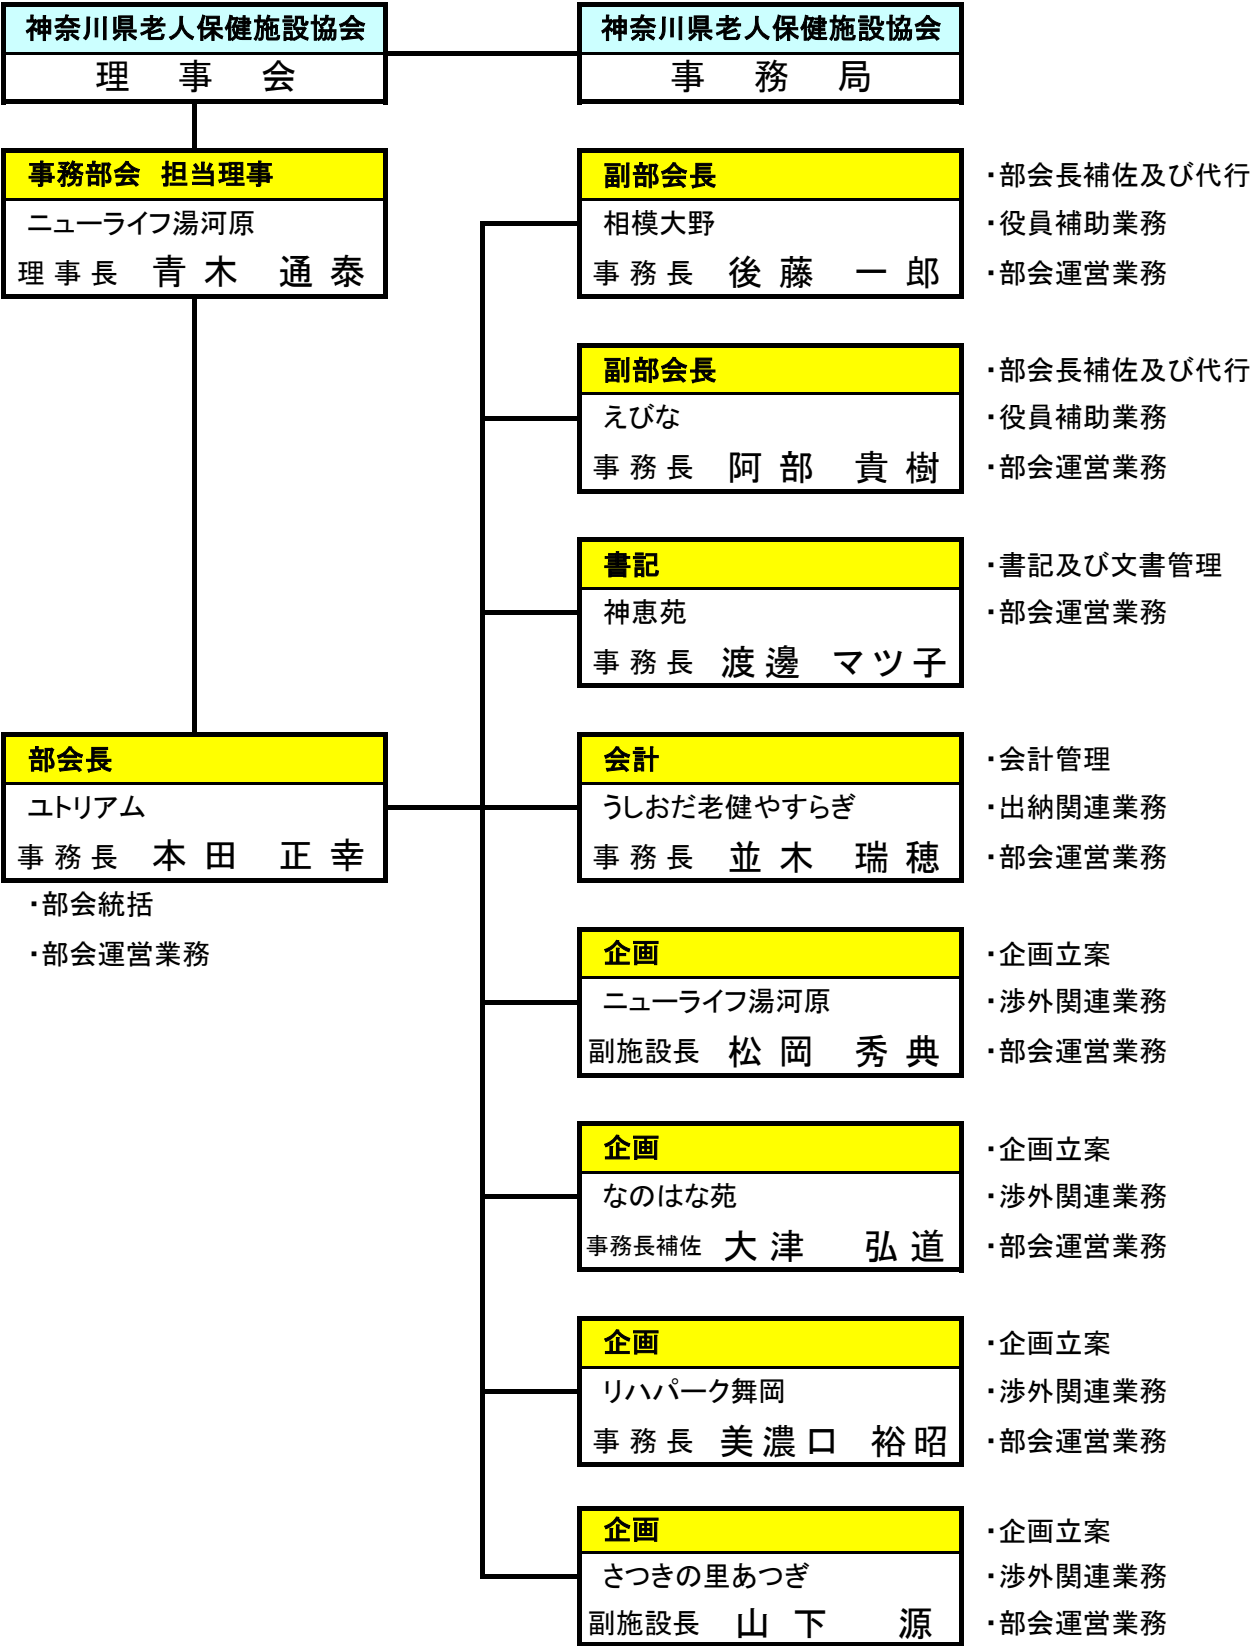 神奈川県老人保健施設協会
理事会
神奈川県老人保健施設協会
事務局
事務部会 担当理事
ニューライフ湯河原
理事長 青木 通泰
部会長
ユトリアム
事務長 本田 正幸
・部会統括
・部会運営業務
副部会長
相模大野
事務長 後藤 一郎
・部会長補佐及び代行
・役員補助業務
・部会運営業務
副部会長
えびな
事務長 阿部 貴樹
・部会長補佐及び代行
・役員補助業務
・部会運営業務
書記
神恵苑
事務長 渡邊 マツ子
・書記及び文書管理
・部会運営業務
会計
うしおだ老健やすらぎ
事務長 並木 瑞穂
・会計管理
・出納関連業務
・部会運営業務
企画
ニューライフ湯河原
副施設長 松岡 秀典
・企画立案
・渉外関連業務
・部会運営業務
企画
なのはな苑
事務長補佐 大津 弘道
・企画立案
・渉外関連業務
・部会運営業務
企画
リハパーク舞岡
事務長 美濃口 裕昭
・企画立案
・渉外関連業務
・部会運営業務
企画
さつきの里あつぎ
副施設長 山下 源
・企画立案
・渉外関連業務
・部会運営業務